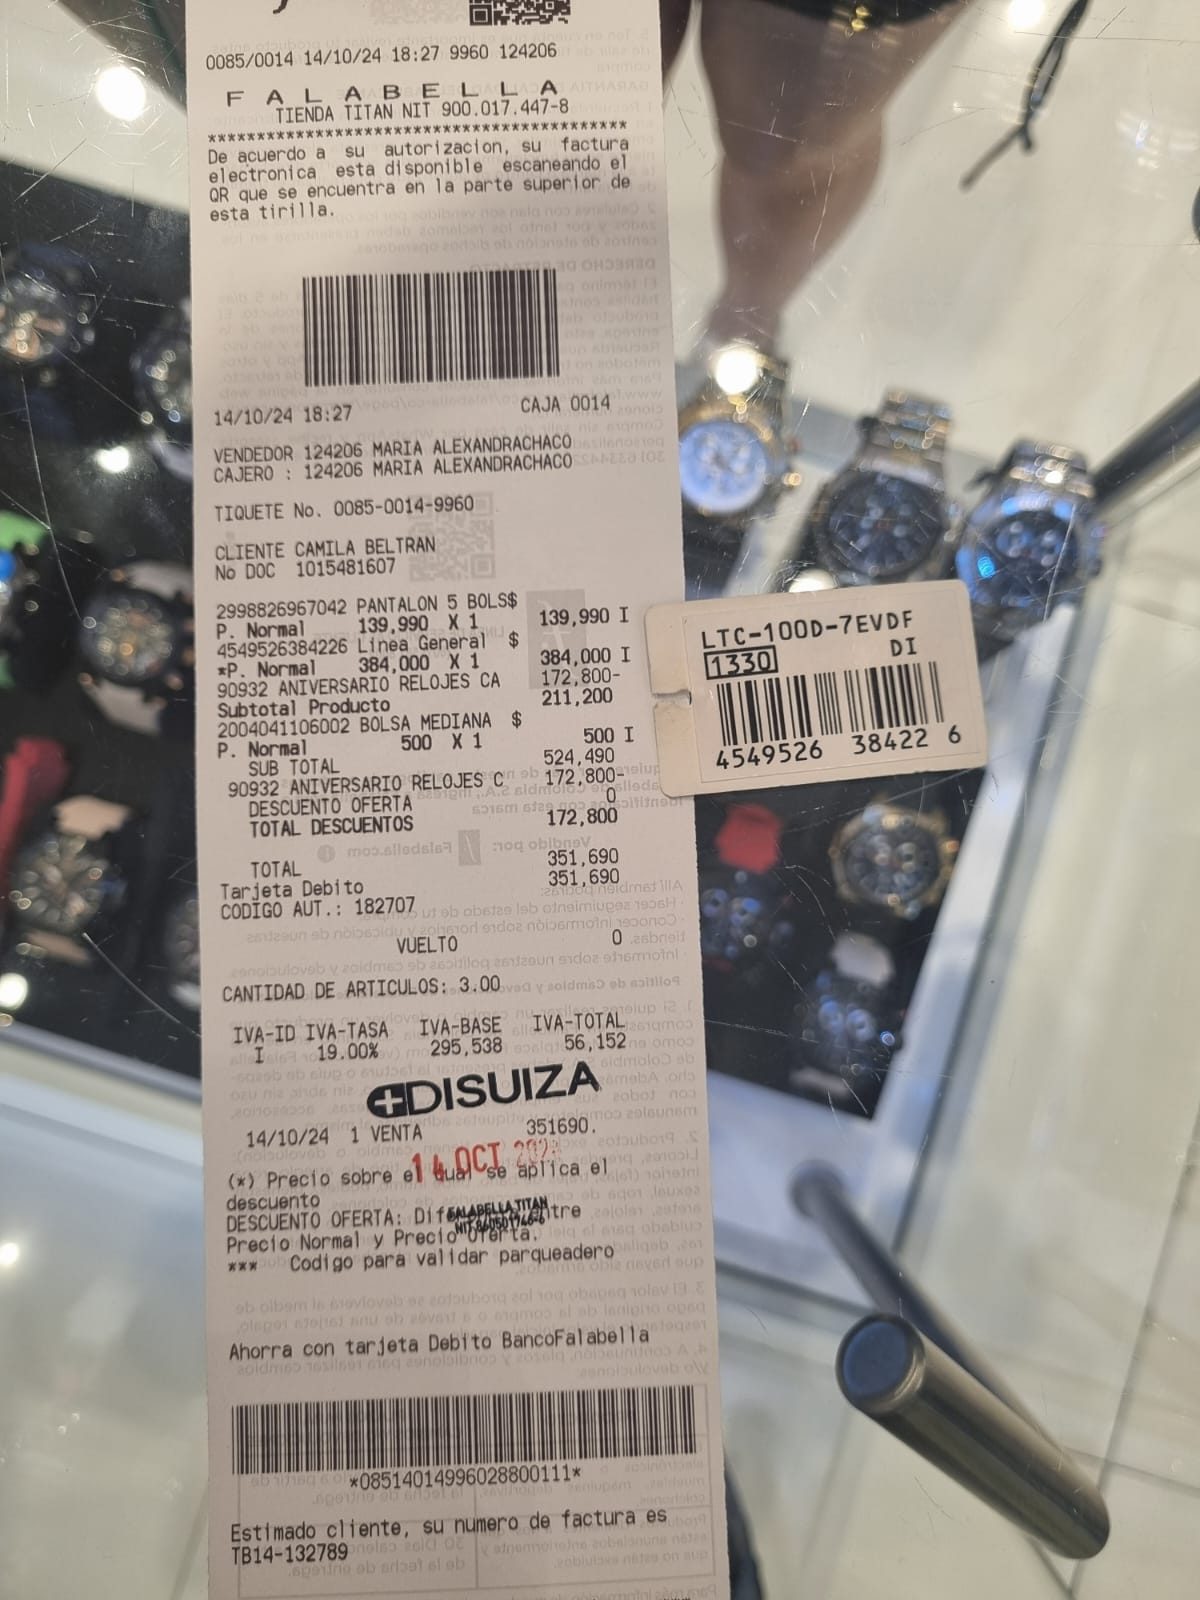 0085/0014 14/10/24 18:27 9960 124206
F A L A B E L L A
TIENDA TITAN NIT 900.017.447-8
******************************************
De acuerdo a su autorizacion, su factura
electronica esta disponible escaneando el
QR que se encuentra en la parte superior de
esta tirilla.
14/10/24 18:27 CAJA 0014
VENDEDOR 124206 MARIA ALEXANDRACHACO
CAJERO : 124206 MARIA ALEXANDRACHACO
TIQUETE No. 0085-0014-9960
CLIENTE CAMILA BELTRAN
No DOC 1015481607
2998826967042 PANTALON 5 BOLS$
P. Normal 139,990 X 1 139,990 I
4549526384226 Linea General $
*P. Normal 384,000 X 1 384,000 I
90932 ANIVERSARIO RELOJES CA 172,800-
Subtotal Producto 211,200
2004041106002 BOLSA MEDIANA $
P. Normal 500 X 1 500 I
SUB TOTAL 524,490
90932 ANIVERSARIO RELOJES C 172,800-
DESCUENTO OFERTA 0
TOTAL DESCUENTOS 172,800
TOTAL 351,690
Tarjeta Debito 351,690
CODIGO AUT.: 182707
VUELTO 0
CANTIDAD DE ARTICULOS: 3.00
IVA-ID IVA-TASA IVA-BASE IVA-TOTAL
I 19.00% 295,538 56,152
DISUIZA
14/10/24 1 VENTA 351690.
14 OCT
(*) Precio sobre el cual se aplica el
descuento
FALABELLA TITAN
DESCUENTO OFERTA: entre
Precio Normal y Precio Oferta.
*** Codigo para validar parqueadero
Ahorra con tarjeta Debito BancoFalabella
*08514014996028800111*
Estimado cliente, su numero de factura es
TB14-132789
LTC-100D-7EVDF
1330 DI
4549526 38422 6